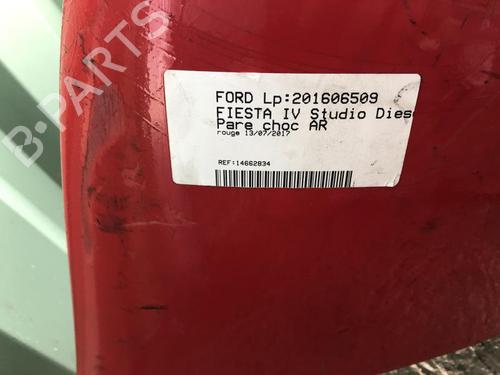 B-PARTS
FORD Lp:201606509
FIESTA IV Studio Dies
Pare choc AR
rouge 13/07/2017
REF:14662834